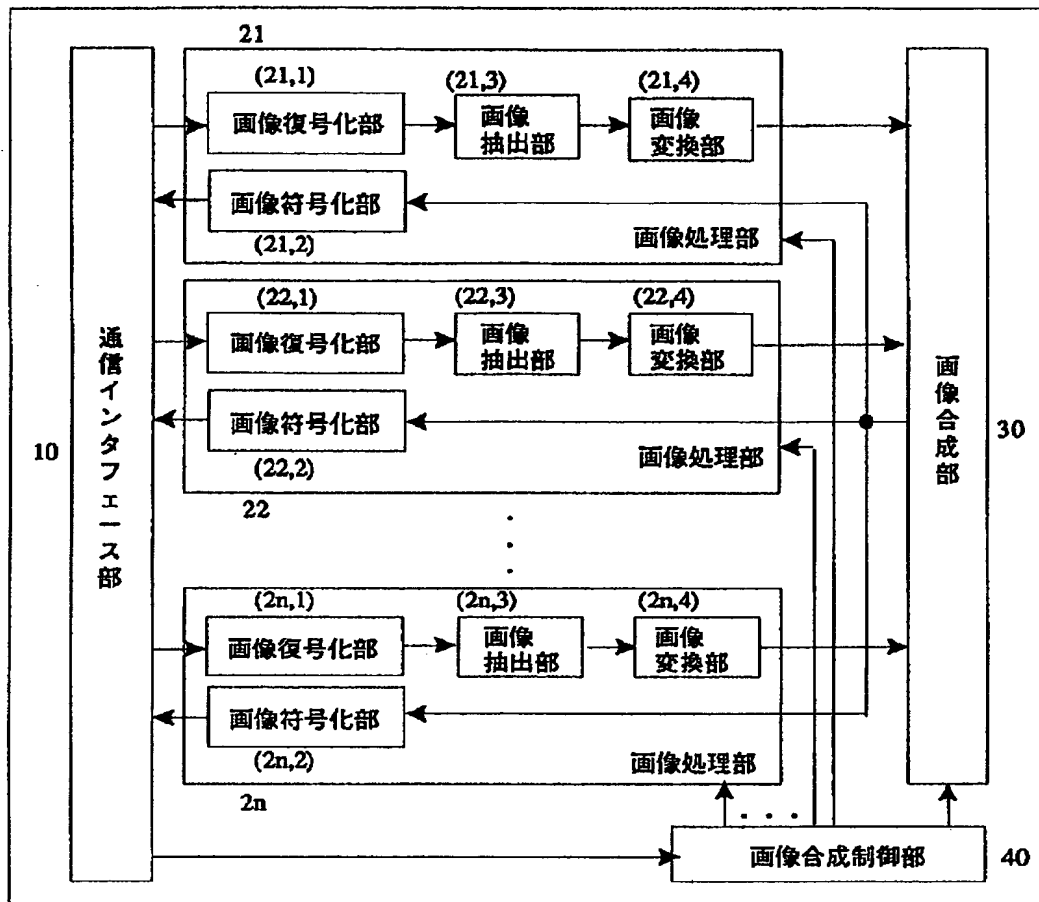 21
(21,1)
(21,3)
(21,4)
画像復号化部
画像
抽出部
画像
変換部
画像符号化部
(21,2)
画像処理部
(22,1)
(22,3)
(22,4)
画像復号化部
画像
抽出部
画像
変換部
画像符号化部
(22,2)
画像処理部
22
10
通信インタフェース部
画像合成部
30
(2n,1)
(2n,3)
(2n,4)
画像復号化部
画像
抽出部
画像
変換部
画像符号化部
(2n,2)
画像処理部
2n
画像合成制御部
40